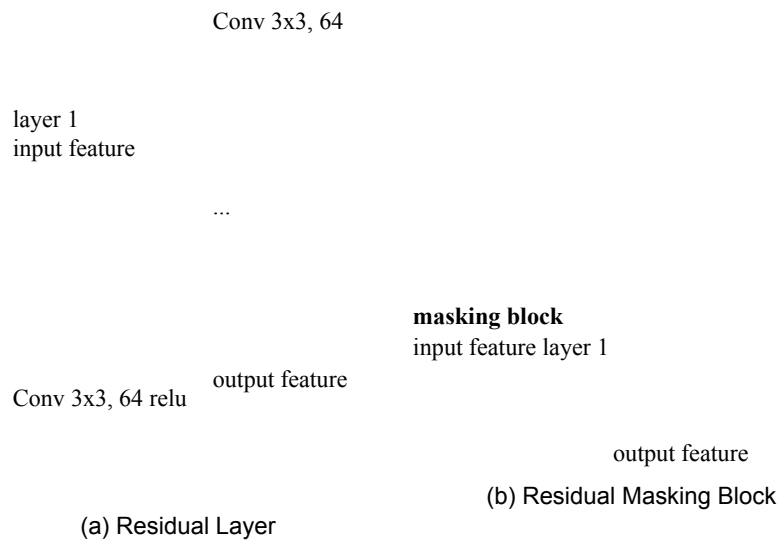 Conv 3x3, 64
layer 1
input feature
...
masking block
input feature layer 1
output feature
Conv 3x3, 64 relu
output feature
(b) Residual Masking Block
(a) Residual Layer